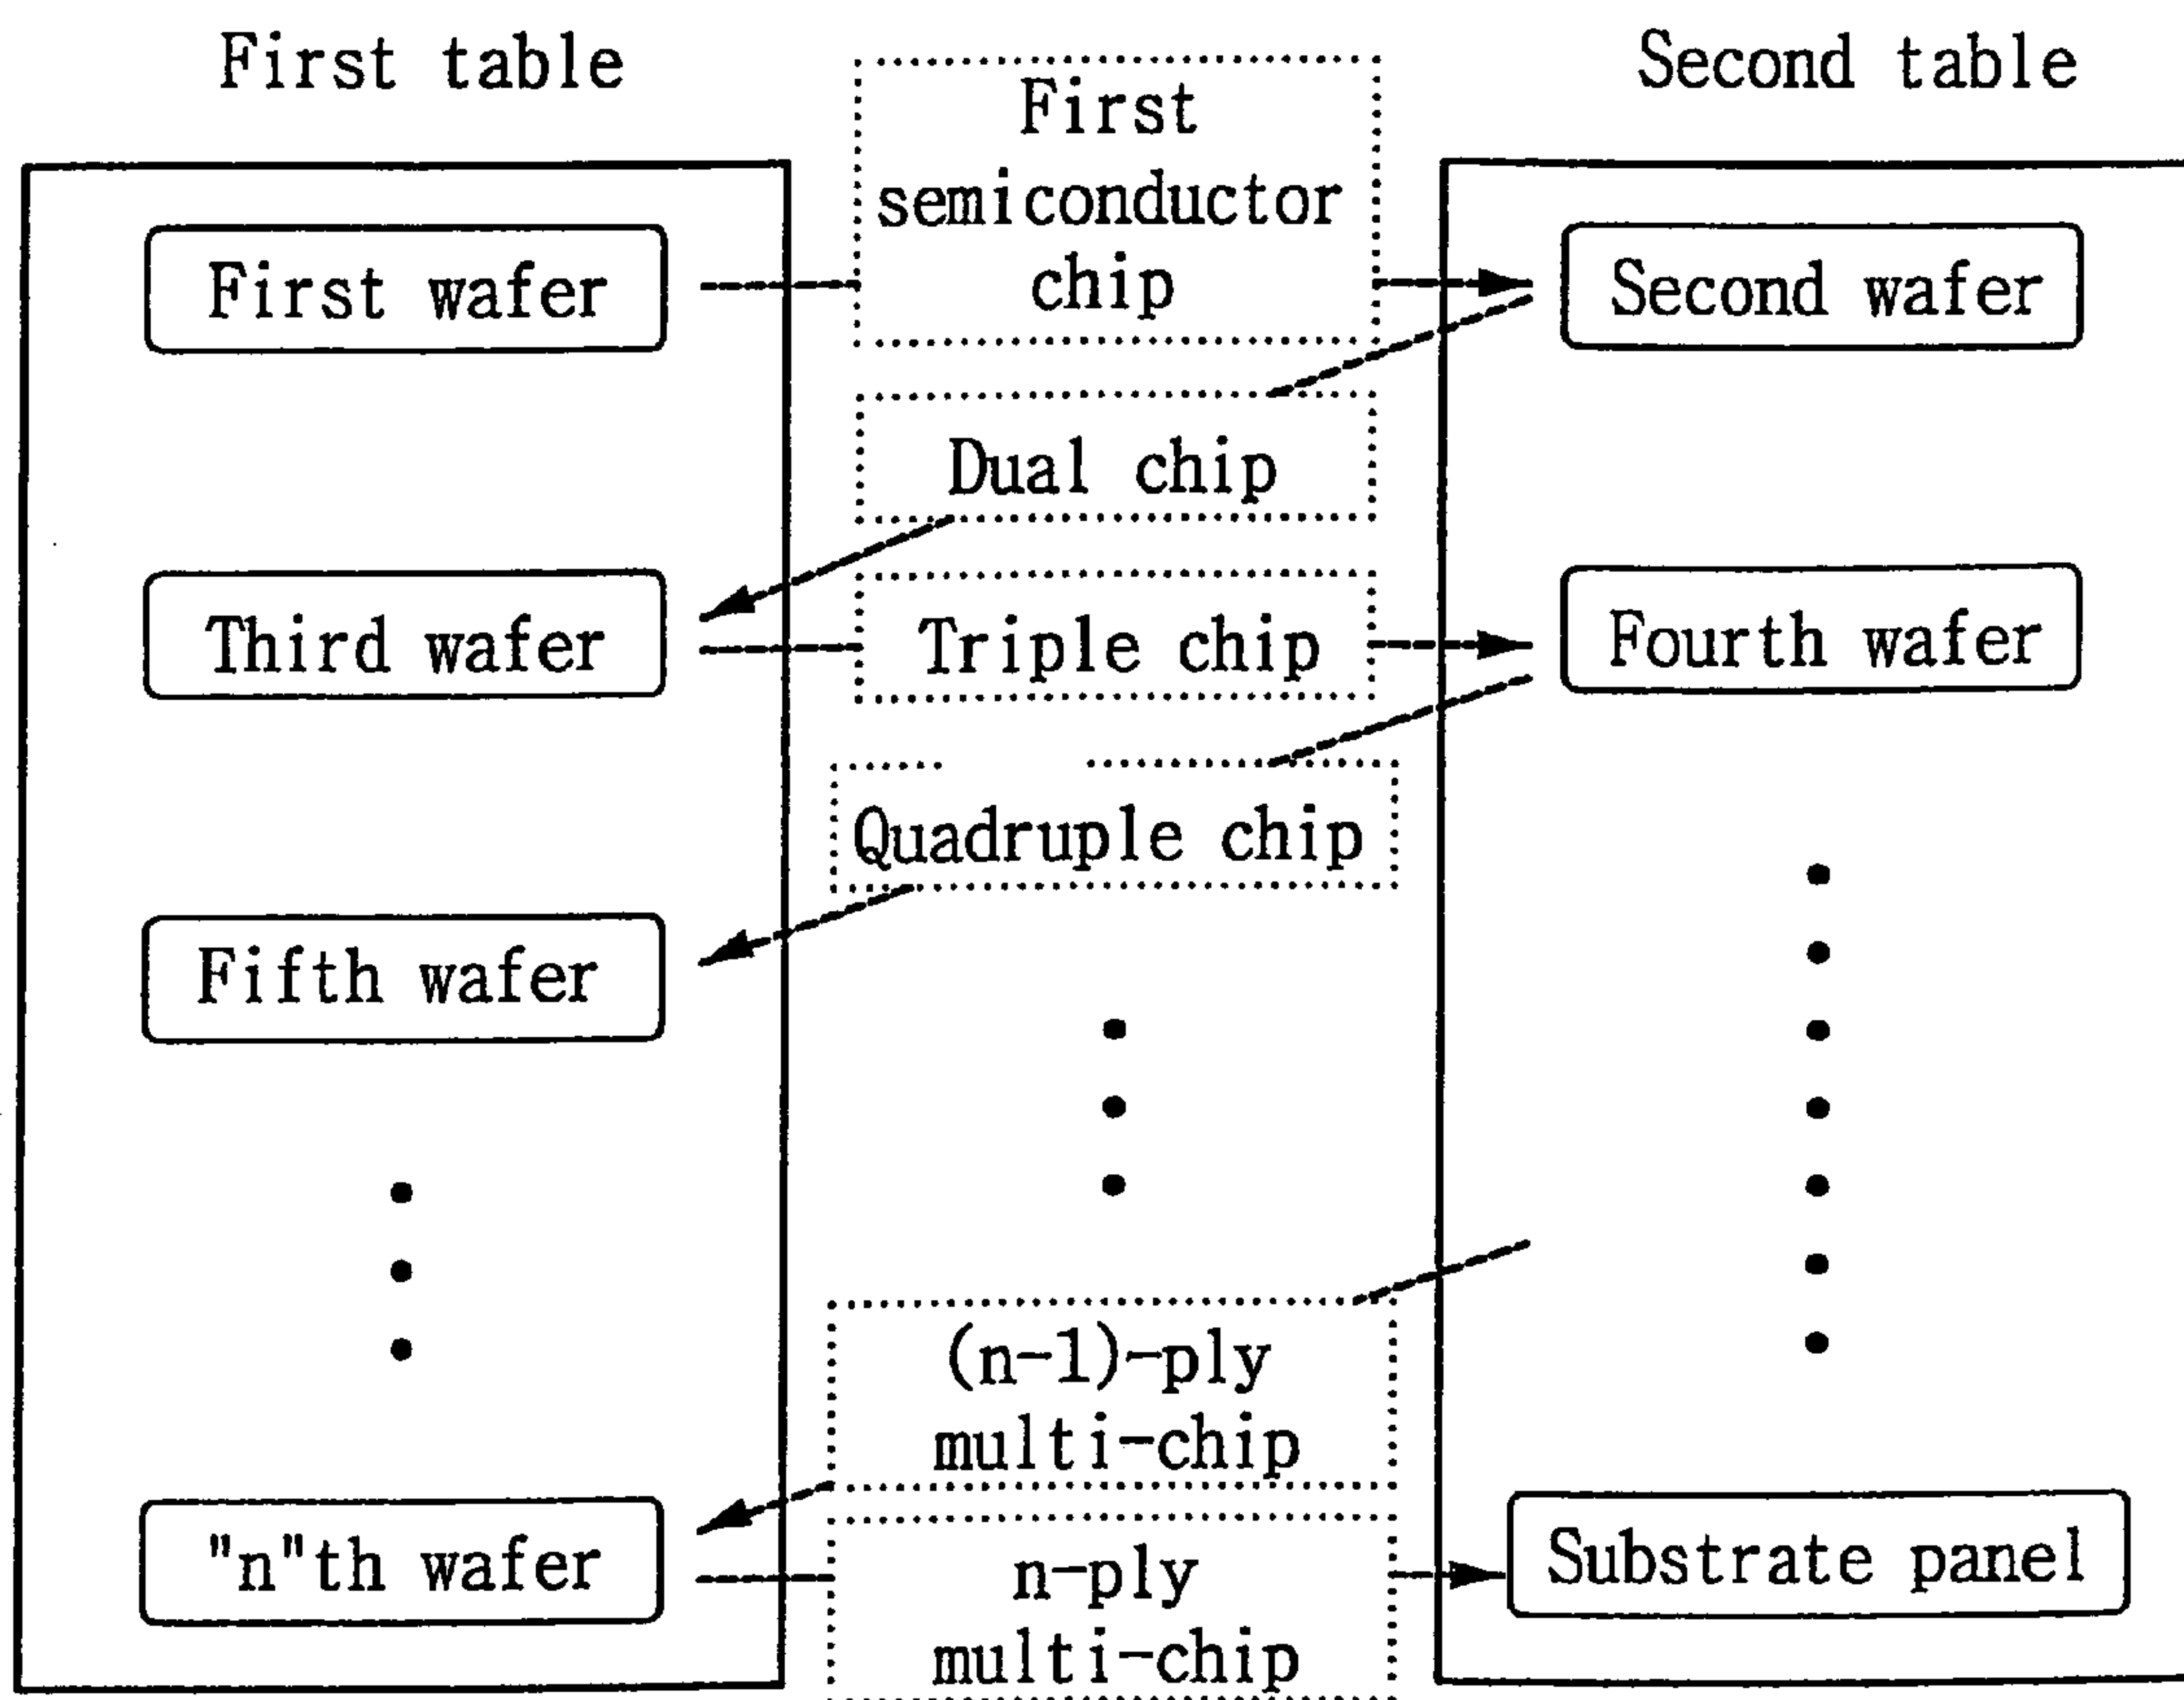 First table
Second table
First
semiconductor
chip
First wafer
Second wafer
Dual chip
Third wafer
Triple chip
Fourth wafer
Quadruple chip
Fifth wafer
(n-1)-ply
multi-chip
"n"th wafer
n-ply
multi-chip
Substrate panel